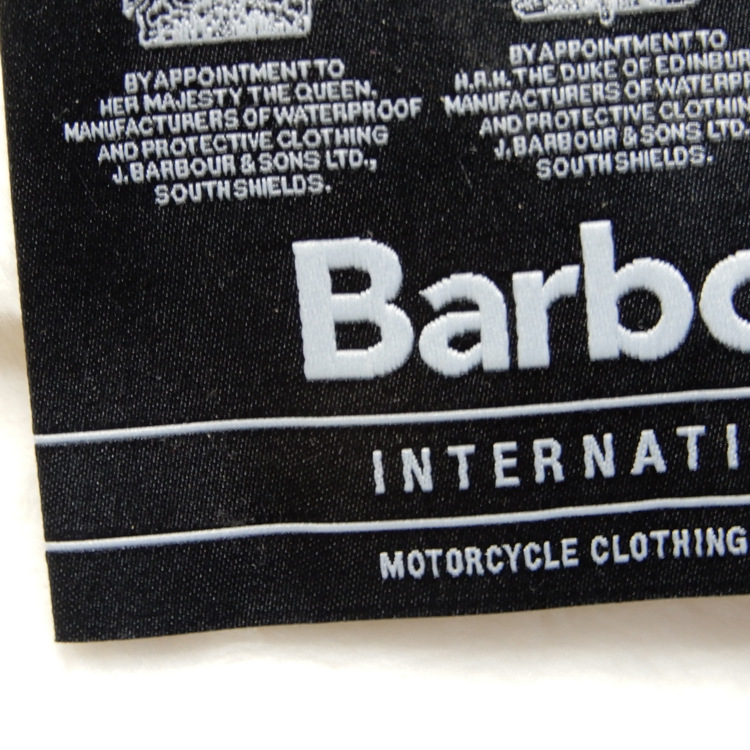 BY APPOINTMENT TO
HER MAJESTY THE QUEEN.
MANUFACTURERS OF WATERPROOF
AND PROTECTIVE CLOTHING
J. BARBOUR & SONS LTD.,
SOUTH SHIELDS.
BY APPOINTMENT TO
H.R.H. THE DUKE OF EDINBUR
MANUFACTURERS OF WATERP
AND PROTECTIVE CLOTHIN
J. BARBOUR & SONS LTD.
SOUTH SHIELDS.
Barbo
INTERNATI
MOTORCYCLE CLOTHING